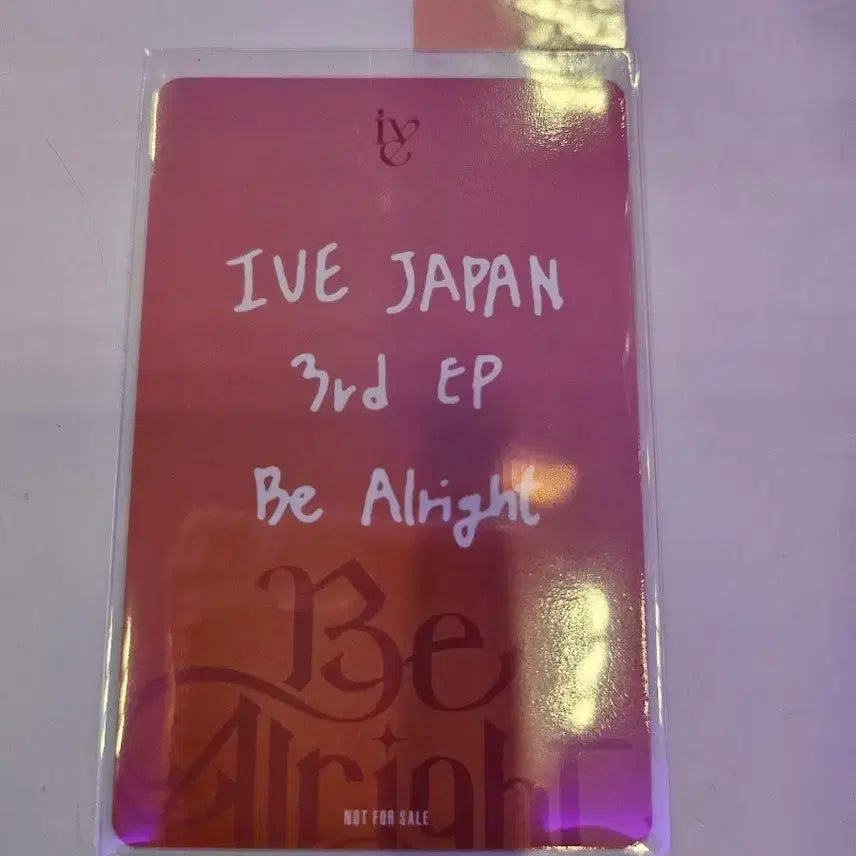 ive
IVE JAPAN
3rd EP
Be Alright
Be
Alright
NOT FOR SALE